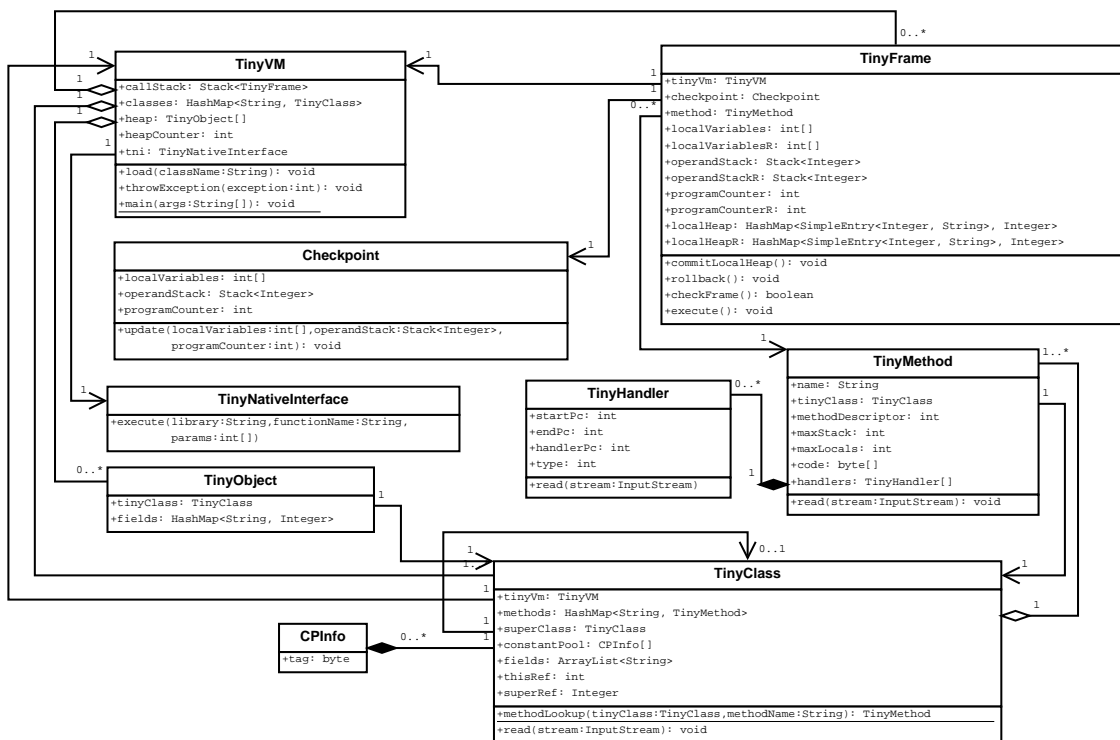 0..*
1
1
TinyVM
1
TinyFrame
1
+callStack: Stack<TinyFrame>
1
+classes: HashMap<String, TinyClass>
1
+heap: TinyObject[]
+heapCounter: int
1
+tni: TinyNativeInterface
+load(className:String): void
+throwException(exception:int): void
+main(args:String[]): void
1
+tinyVm: TinyVM
1
+checkpoint: Checkpoint
0..*
+method: TinyMethod
+localVariables: int[]
+localVariablesR: int[]
+operandStack: Stack<Integer>
+operandStackR: Stack<Integer>
+programCounter: int
+programCounterR: int
+localHeap: HashMap<SimpleEntry<Integer, String>, Integer>
+localHeapR: HashMap<SimpleEntry<Integer, String>, Integer>
+commitLocalHeap(): void
+rollback(): void
+checkFrame(): boolean
+execute(): void
1
Checkpoint
+localVariables: int[]
+operandStack: Stack<Integer>
+programCounter: int
+update(localVariables:int[],operandStack:Stack<Integer>,
programCounter:int): void
1
TinyMethod
1..*
+name: String
+tinyClass: TinyClass
1
+methodDescriptor: int
+maxStack: int
+maxLocals: int
+code: byte[]
+handlers: TinyHandler[]
+read(stream:InputStream): void
1
TinyNativeInterface
+execute(library:String,functionName:String,
params:int[])
TinyHandler
0..*
+startPc: int
+endPc: int
+handlerPc: int
+type: int
+read(stream:InputStream)
1
0..*
TinyObject
+tinyClass: TinyClass
1
+fields: HashMap<String, Integer>
1
0..1
1
TinyClass
1
+tinyVm: TinyVM
+methods: HashMap<String, TinyMethod>
1
1
+superClass: TinyClass
1
+constantPool: CPInfo[]
+fields: ArrayList<String>
+thisRef: int
+superRef: Integer
+methodLookup(tinyClass:TinyClass,methodName:String): TinyMethod
+read(stream:InputStream): void
CPInfo
0..*
+tag: byte